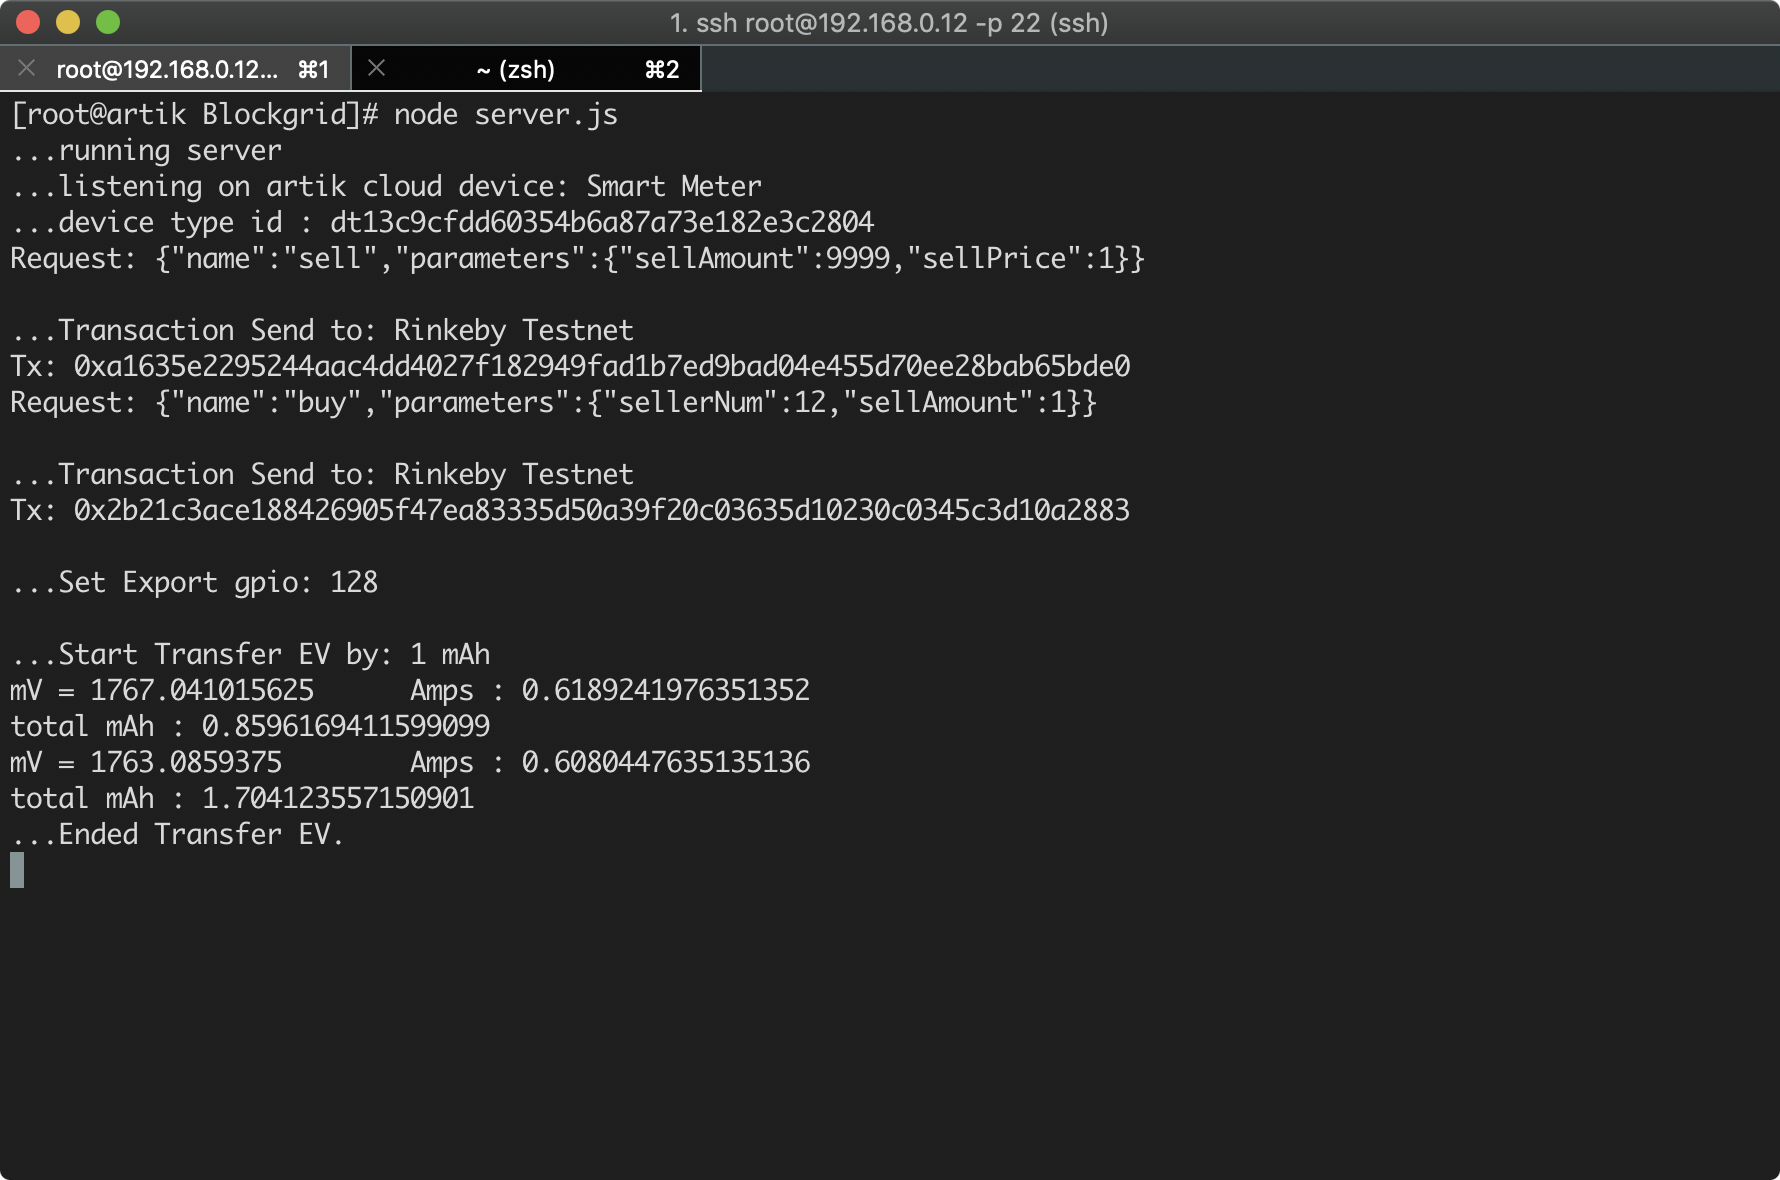 1. ssh root@192.168.0.12 -p 22 (ssh)
root@192.168.0.12... ⌘1 ~ (zsh) ⌘2
[root@artik Blockgrid]# node server.js
...running server
...listening on artik cloud device: Smart Meter
...device type id : dt13c9cfdd60354b6a87a73e182e3c2804
Request: {"name":"sell","parameters":{"sellAmount":9999,"sellPrice":1}}
...Transaction Send to: Rinkeby Testnet
Tx: 0xa1635e2295244aac4dd4027f182949fad1b7ed9bad04e455d70ee28bab65bde0
Request: {"name":"buy","parameters":{"sellerNum":12,"sellAmount":1}}
...Transaction Send to: Rinkeby Testnet
Tx: 0x2b21c3ace188426905f47ea83335d50a39f20c03635d10230c0345c3d10a2883
...Set Export gpio: 128
...Start Transfer EV by: 1 mAh
mV = 1767.041015625 Amps : 0.6189241976351352
total mAh : 0.8596169411599099
mV = 1763.0859375 Amps : 0.6080447635135136
total mAh : 1.704123557150901
...Ended Transfer EV.